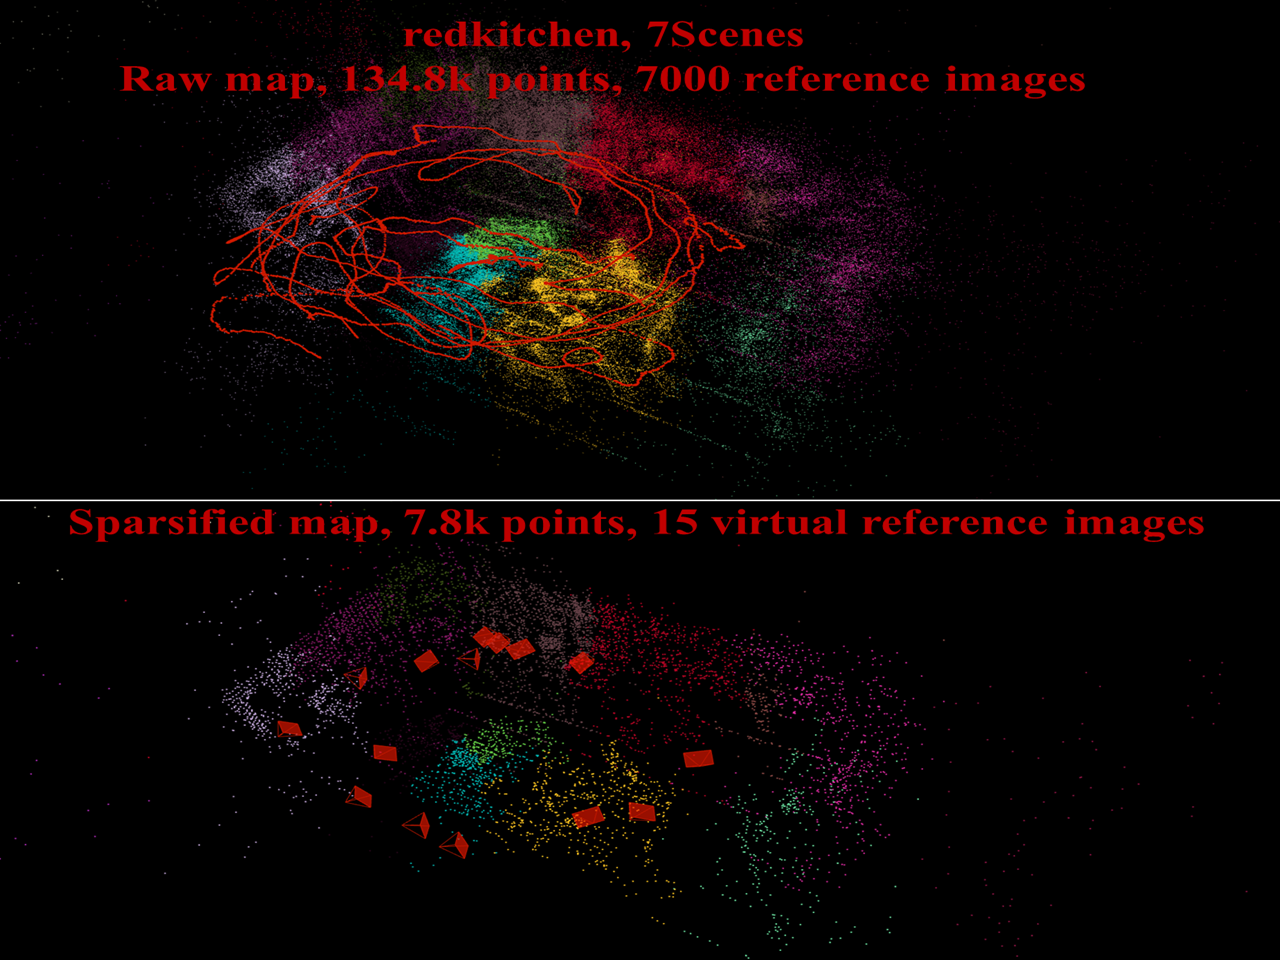 redkitchen, 7Scenes
Raw map, 134.8k points, 7000 reference images
Sparsified map, 7.8k points, 15 virtual reference images